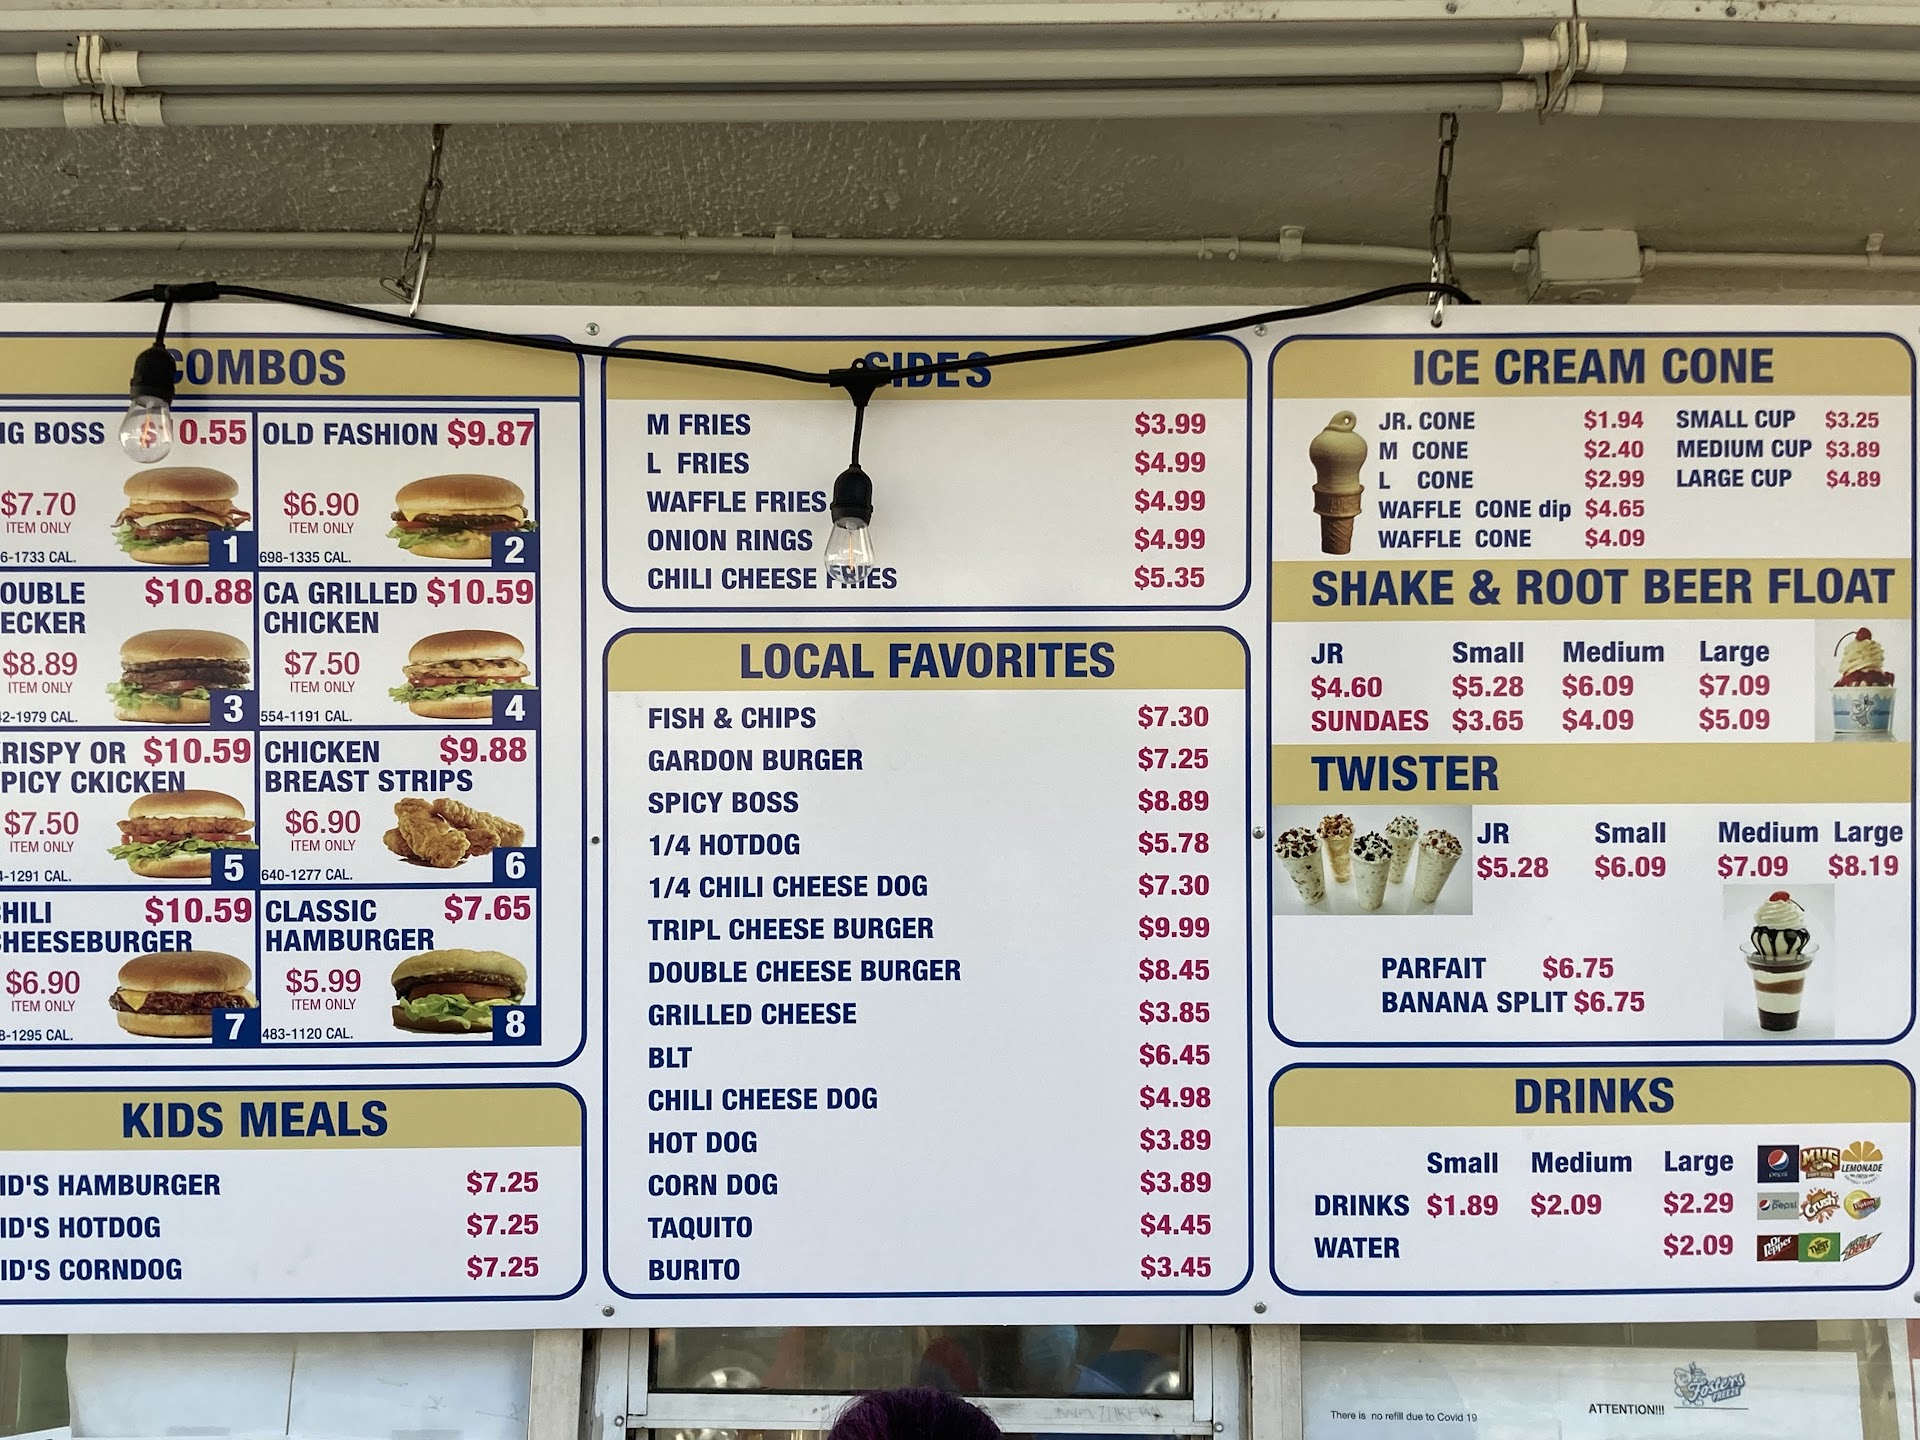 COMBOS
IG BOSS $10.55
$7.70
ITEM ONLY
6-1733 CAL.
1
OLD FASHION $9.87
$6.90
ITEM ONLY
698-1335 CAL.
2
OUBLE $10.88
ECKER
$8.89
ITEM ONLY
42-1979 CAL.
3
CA GRILLED $10.59
CHICKEN
$7.50
ITEM ONLY
554-1191 CAL.
4
RISPY OR $10.59
PICY CKICKEN
$7.50
ITEM ONLY
4-1291 CAL.
5
CHICKEN $9.88
BREAST STRIPS
$6.90
ITEM ONLY
640-1277 CAL.
6
HILI $10.59
HEESEBURGER
$6.90
ITEM ONLY
8-1295 CAL.
7
CLASSIC $7.65
HAMBURGER
$5.99
ITEM ONLY
483-1120 CAL.
8
KIDS MEALS
ID'S HAMBURGER $7.25
ID'S HOTDOG $7.25
ID'S CORNDOG $7.25
SIDES
M FRIES $3.99
L FRIES $4.99
WAFFLE FRIES $4.99
ONION RINGS $4.99
CHILI CHEESE FRIES $5.35
LOCAL FAVORITES
FISH & CHIPS $7.30
GARDON BURGER $7.25
SPICY BOSS $8.89
1/4 HOTDOG $5.78
1/4 CHILI CHEESE DOG $7.30
TRIPL CHEESE BURGER $9.99
DOUBLE CHEESE BURGER $8.45
GRILLED CHEESE $3.85
BLT $6.45
CHILI CHEESE DOG $4.98
HOT DOG $3.89
CORN DOG $3.89
TAQUITO $4.45
BURITO $3.45
ICE CREAM CONE
JR. CONE $1.94 SMALL CUP $3.25
M CONE $2.40 MEDIUM CUP $3.89
L CONE $2.99 LARGE CUP $4.89
WAFFLE CONE dip $4.65
WAFFLE CONE $4.09
SHAKE & ROOT BEER FLOAT
JR Small Medium Large
$4.60 $5.28 $6.09 $7.09
SUNDAES $3.65 $4.09 $5.09
TWISTER
JR Small Medium Large
$5.28 $6.09 $7.09 $8.19
PARFAIT $6.75
BANANA SPLIT $6.75
DRINKS
Small Medium Large
DRINKS $1.89 $2.09 $2.29
WATER $2.09
pepsi MUG LEMONADE
pepsi Crush
Dr Pepper
Fosters
FREEZE
ATTENTION!!!
There is no refill due to Covid 19